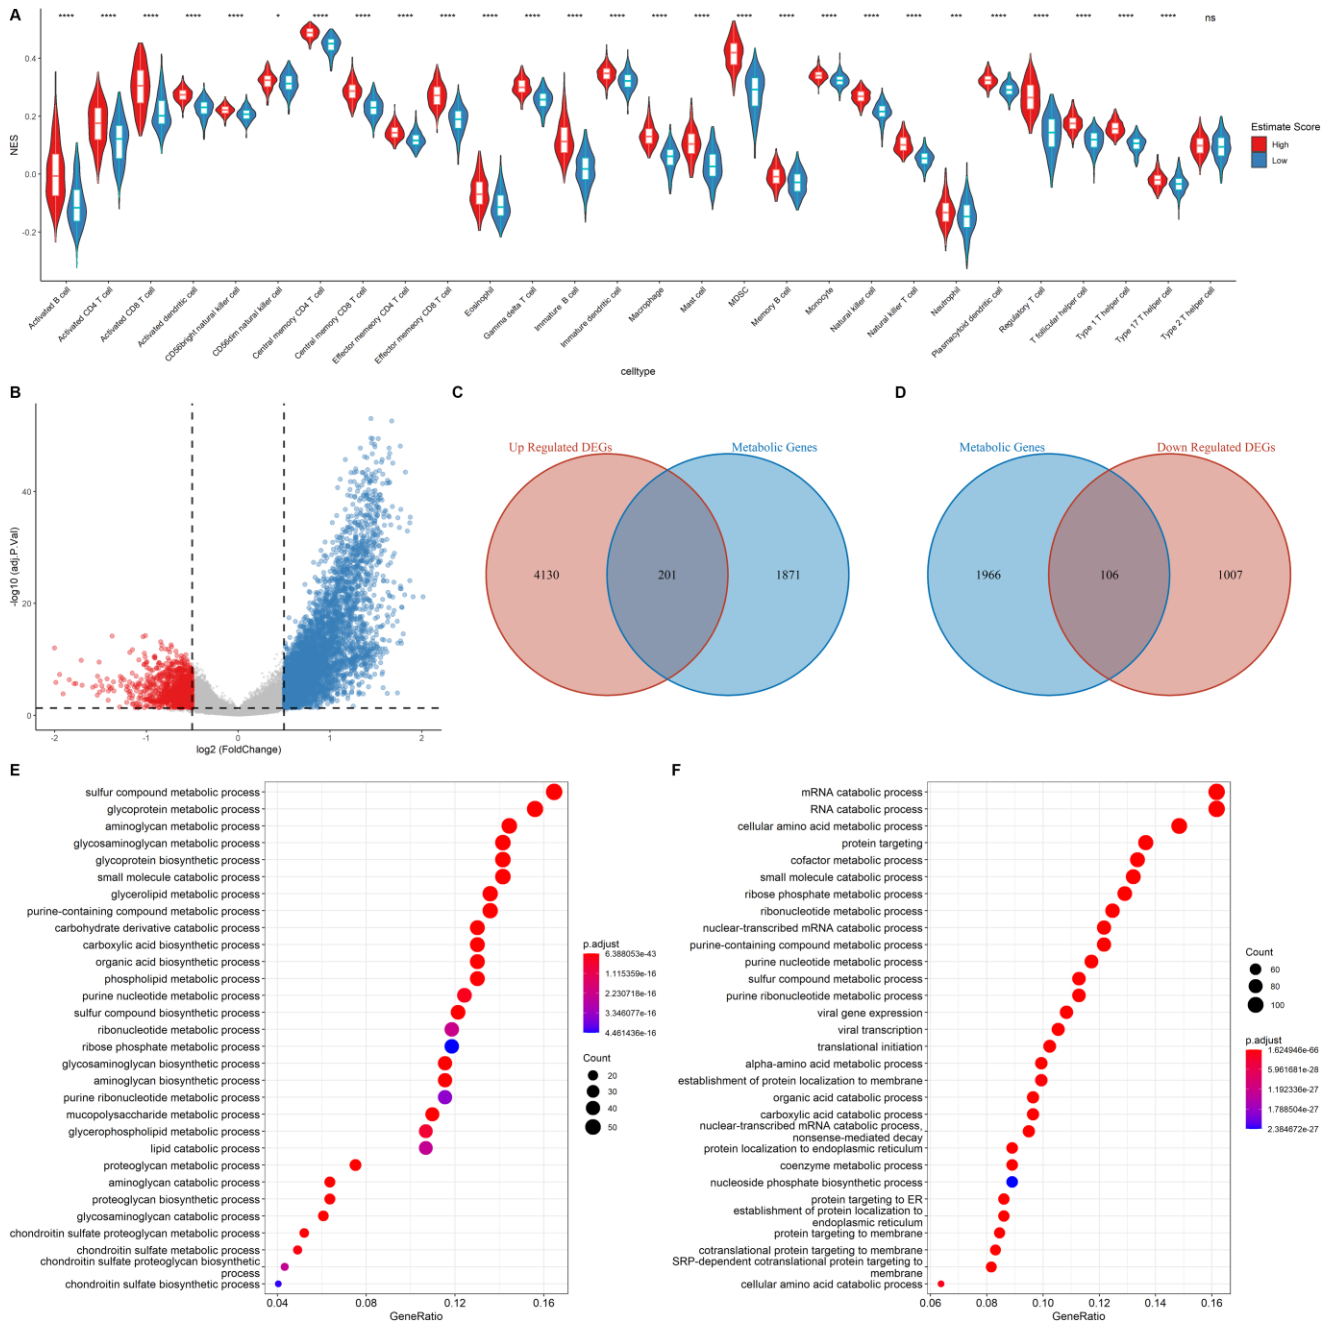 A
**** **** **** **** **** * **** **** **** **** **** **** **** **** **** **** **** **** **** **** **** *** **** **** **** **** **** ns
NES
0.4
0.2
0.0
-0.2
Activated B cell
Activated CD4 T cell
Activated CD8 T cell
Activated dendritic cell
CD56bright natural killer cell
CD56dim natural killer cell
Central memory CD4 T cell
Central memory CD8 T cell
Effector memeory CD4 T cell
Effector memeory CD8 T cell
Eosinophil
Gamma delta T cell
Immature B cell
Immature dendritic cell
Macrophage
Mast cell
MDSC
Memory B cell
Monocyte
Natural killer cell
Natural killer T cell
Neutrophil
Plasmacytoid dendritic cell
Regulatory T cell
T follicular helper cell
Type 1 T helper cell
Type 17 T helper cell
Type 2 T helper cell
celltype
Estimate Score
High
Low
B
-log10 (adj.P.Val)
40
20
0
-2 -1 0 1 2
log2 (FoldChange)
C
Up Regulated DEGs Metabolic Genes
4130 201 1871
D
Metabolic Genes Down Regulated DEGs
1966 106 1007
E
sulfur compound metabolic process
glycoprotein metabolic process
aminoglycan metabolic process
glycosaminoglycan metabolic process
glycoprotein biosynthetic process
small molecule catabolic process
glycerolipid metabolic process
purine-containing compound metabolic process
carbohydrate derivative catabolic process
carboxylic acid biosynthetic process
organic acid biosynthetic process
phospholipid metabolic process
purine nucleotide metabolic process
sulfur compound biosynthetic process
ribonucleotide metabolic process
ribose phosphate metabolic process
glycosaminoglycan biosynthetic process
aminoglycan biosynthetic process
purine ribonucleotide metabolic process
mucopolysaccharide metabolic process
glycerophospholipid metabolic process
lipid catabolic process
proteoglycan metabolic process
aminoglycan catabolic process
proteoglycan biosynthetic process
glycosaminoglycan catabolic process
chondroitin sulfate proteoglycan metabolic process
chondroitin sulfate metabolic process
chondroitin sulfate proteoglycan biosynthetic
process
chondroitin sulfate biosynthetic process
0.04 0.08 0.12 0.16
GeneRatio
p.adjust
6.388053e-43
1.115359e-16
2.230718e-16
3.346077e-16
4.461436e-16
Count
20
30
40
50
F
mRNA catabolic process
RNA catabolic process
cellular amino acid metabolic process
protein targeting
cofactor metabolic process
small molecule catabolic process
ribose phosphate metabolic process
ribonucleotide metabolic process
nuclear-transcribed mRNA catabolic process
purine-containing compound metabolic process
purine nucleotide metabolic process
sulfur compound metabolic process
purine ribonucleotide metabolic process
viral gene expression
viral transcription
translational initiation
alpha-amino acid metabolic process
establishment of protein localization to membrane
organic acid catabolic process
carboxylic acid catabolic process
nuclear-transcribed mRNA catabolic process,
nonsense-mediated decay
protein localization to endoplasmic reticulum
coenzyme metabolic process
nucleoside phosphate biosynthetic process
protein targeting to ER
establishment of protein localization to
endoplasmic reticulum
protein targeting to membrane
cotranslational protein targeting to membrane
SRP-dependent cotranslational protein targeting to
membrane
cellular amino acid catabolic process
0.06 0.08 0.10 0.12 0.14 0.16
GeneRatio
Count
60
80
100
p.adjust
1.624946e-66
5.961681e-28
1.192336e-27
1.788504e-27
2.384672e-27